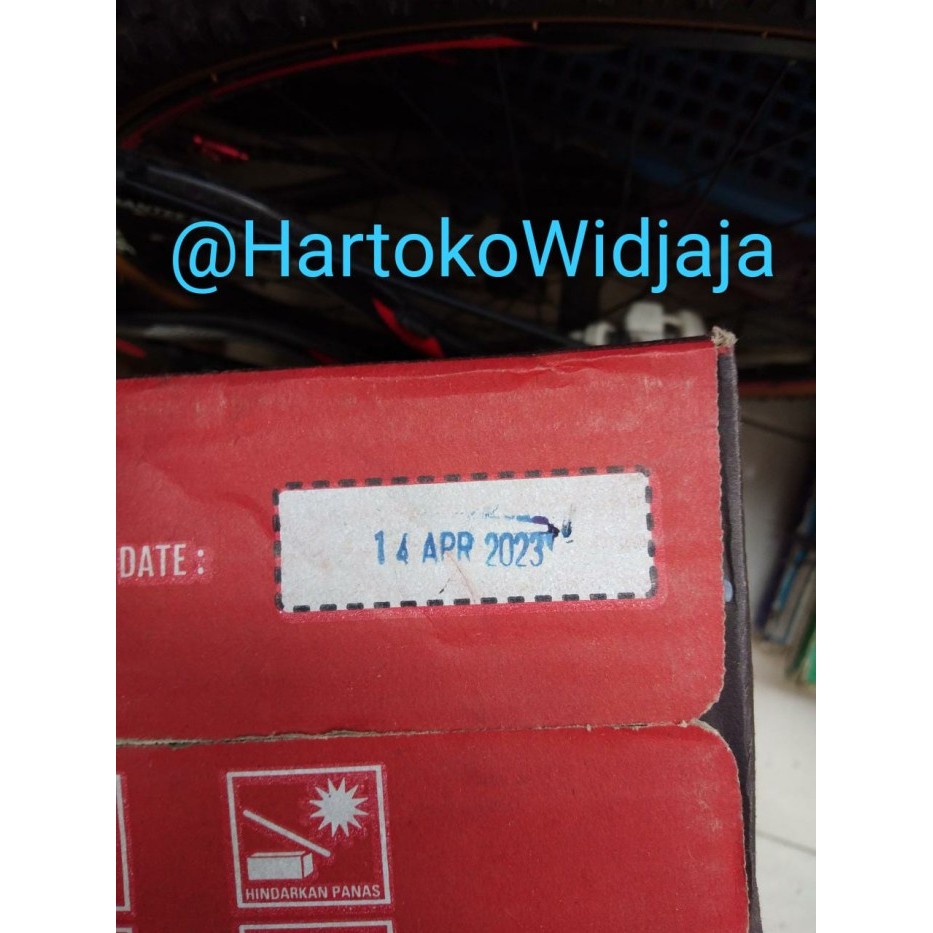 @HartokoWidjaja
DATE :
14 APR 2023
HINDARKAN PANAS